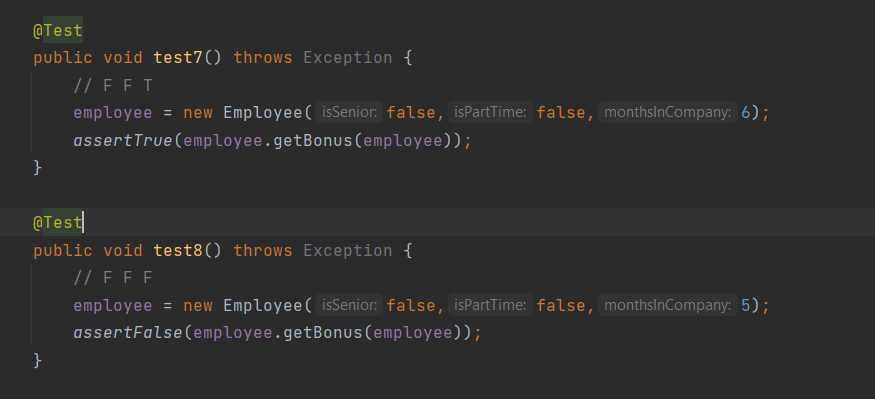 @Test
public void test7() throws Exception {
// F F T
employee = new Employee( isSenior: false, isPartTime: false, monthsInCompany: 6);
assertTrue(employee.getBonus(employee));
}
@Test
public void test8() throws Exception {
// F F F
employee = new Employee( isSenior: false, isPartTime: false, monthsInCompany: 5);
assertFalse(employee.getBonus(employee));
}